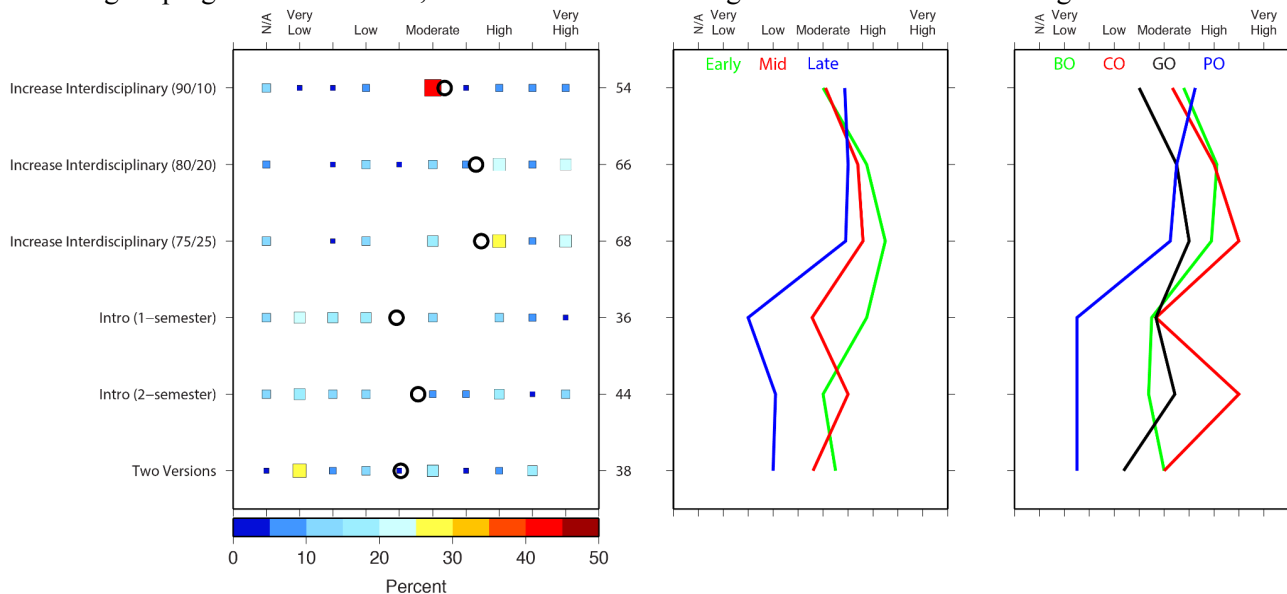 N/A Very Low Low Moderate High Very High
N/A Very Low Low Moderate High Very High
N/A Very Low Low Moderate High Very High
Early Mid Late
BO CO GO PO
Increase Interdisciplinary (90/10) 54
Increase Interdisciplinary (80/20) 66
Increase Interdisciplinary (75/25) 68
Intro (1−semester) 36
Intro (2−semester) 44
Two Versions 38
0 10 20 30 40 50
Percent